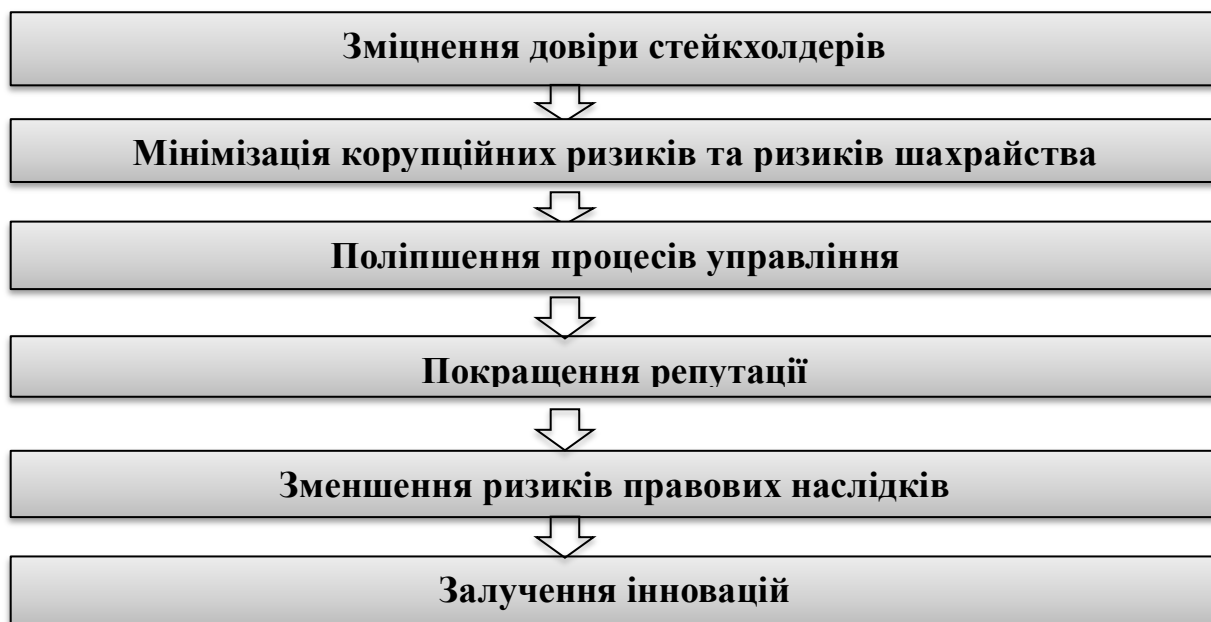 Зміцнення довіри стейкхолдерів
Мінімізація корупційних ризиків та ризиків шахрайства
Поліпшення процесів управління
Покращення репутації
Зменшення ризиків правових наслідків
Залучення інновацій